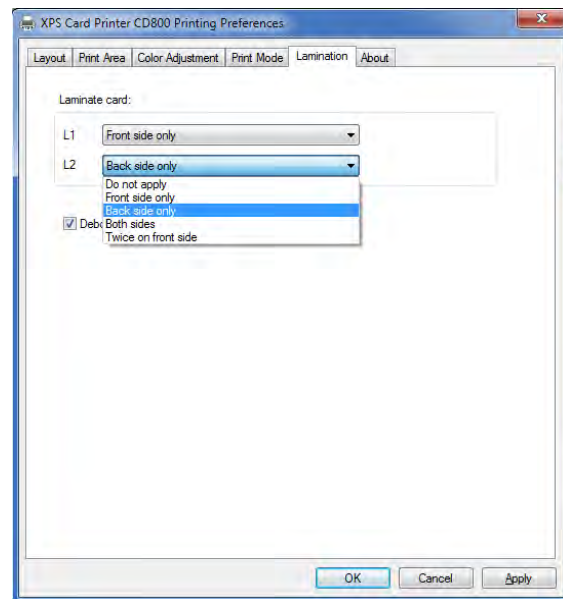 XPS Card Printer CD800 Printing Preferences
Layout Print Area Color Adjustment Print Mode Lamination About
Laminate card:
L1 Front side only
L2 Back side only
Do not apply
Front side only
Back side only
Both sides
Twice on front side
OK Cancel Apply